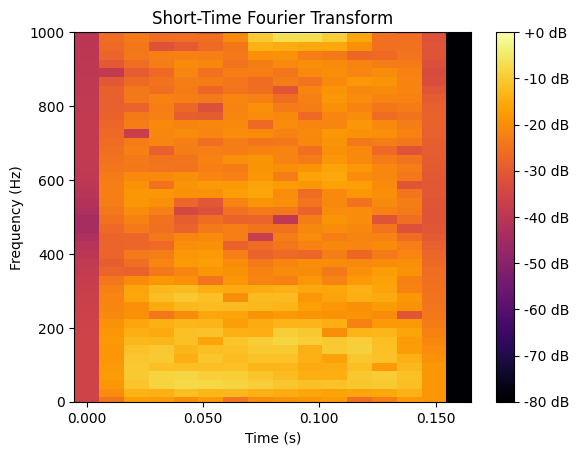 Short-Time Fourier Transform
1000
800
600
400
200
0
Frequency (Hz)
0.000
0.050
0.100
0.150
Time (s)
+0 dB
-10 dB
-20 dB
-30 dB
-40 dB
-50 dB
-60 dB
-70 dB
-80 dB